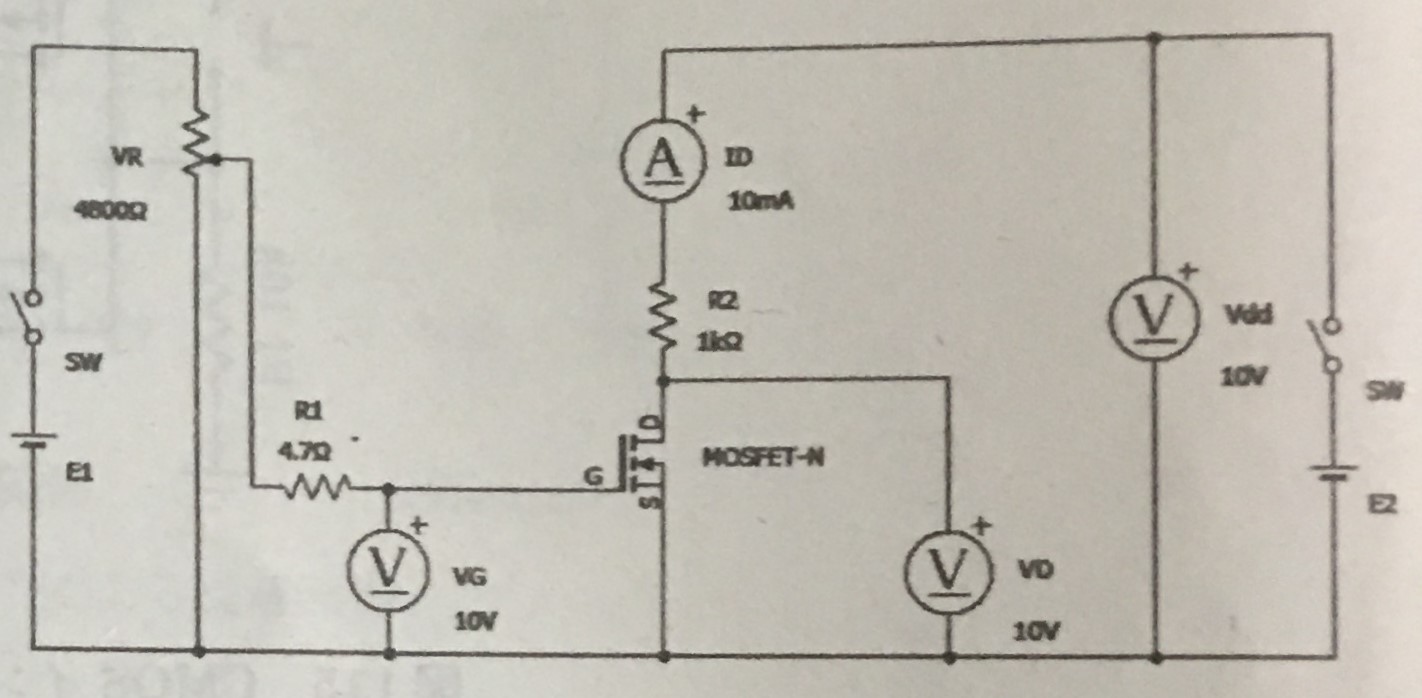 VR
4800Ω
SW
E1
R1
4.7Ω
G
V
+
VG
10V
A
+
ID
10mA
R2
1kΩ
D
S
MOSFET-N
V
+
VD
10V
V
+
Vdd
10V
SW
E2